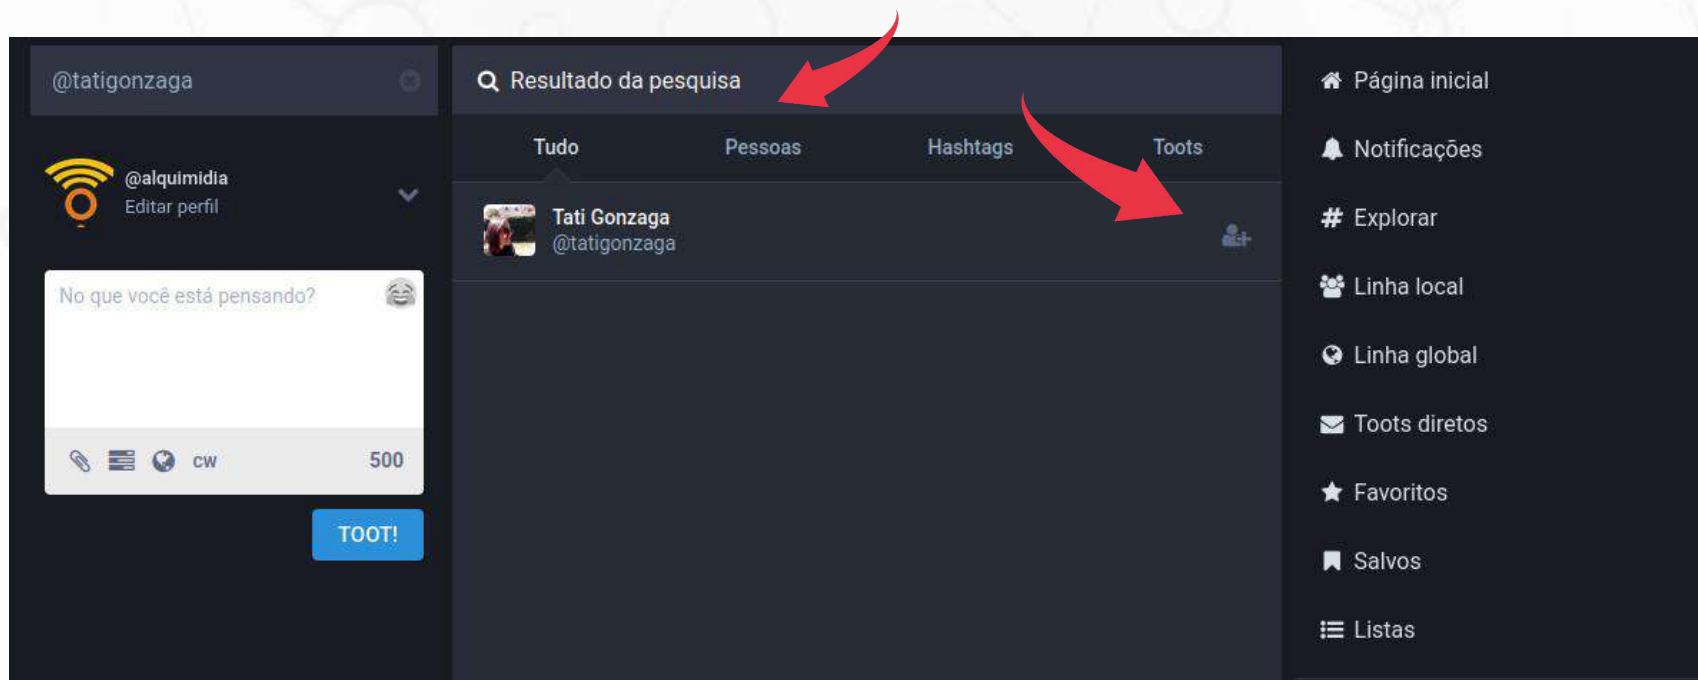 @tatigonzaga
@alquimidia
Editar perfil
No que você está pensando?
CW
500
TOOT!
Resultado da pesquisa
Tudo
Pessoas
Hashtags
Toots
Tati Gonzaga
@tatigonzaga
Página inicial
Notificações
# Explorar
Linha local
Linha global
Toots diretos
Favoritos
Salvos
Listas